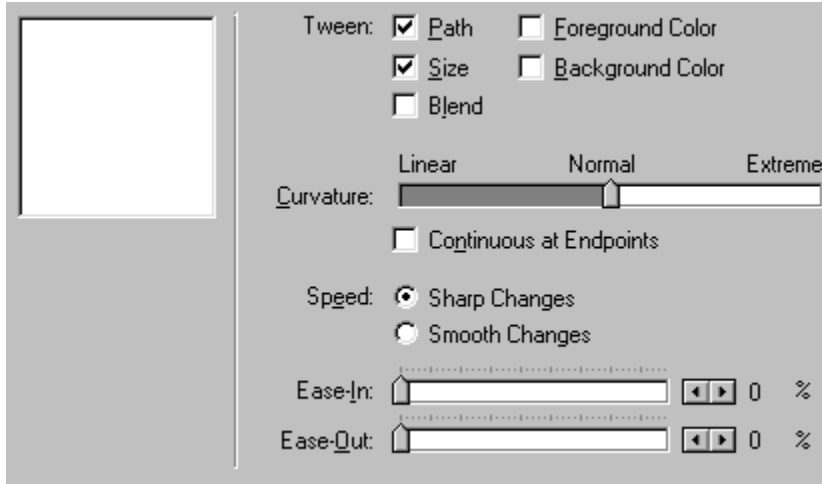 Tween: Path Foreground Color
Size Background Color
Blend
Linear Normal Extreme
Curvature:
Continuous at Endpoints
Speed: Sharp Changes
Smooth Changes
Ease-In: 0 %
Ease-Out: 0 %